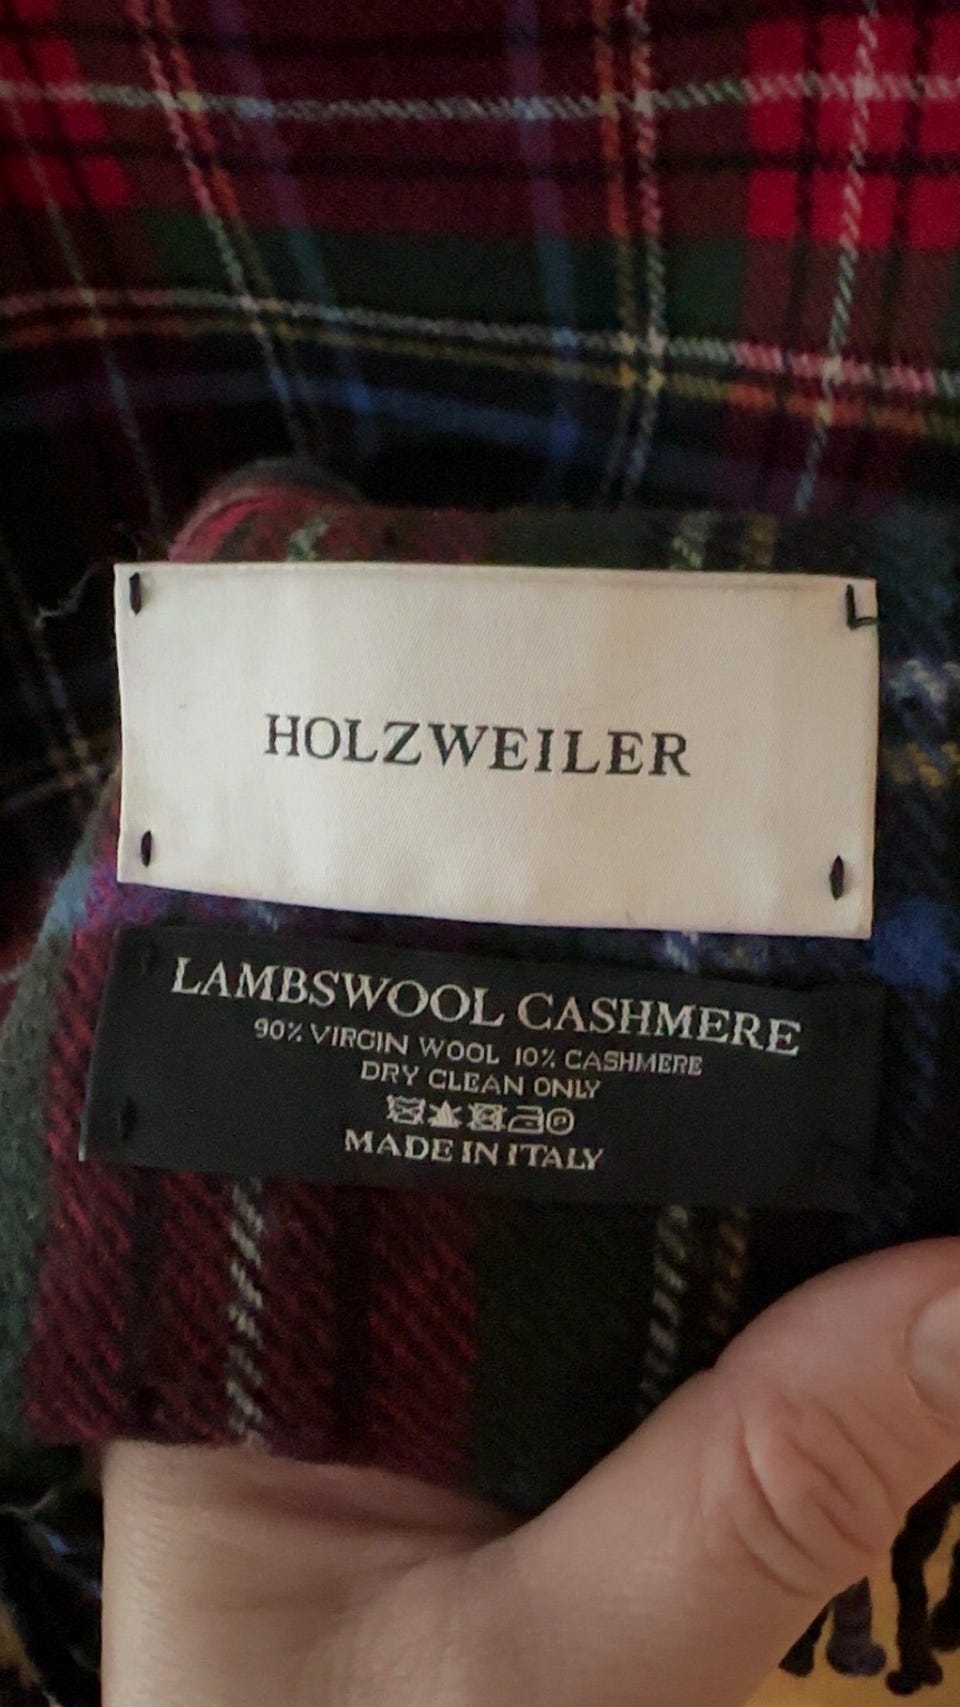 HOLZWEILER
LAMBSWOOL CASHMERE
90% VIRGIN WOOL 10% CASHMERE
DRY CLEAN ONLY
P
MADE IN ITALY